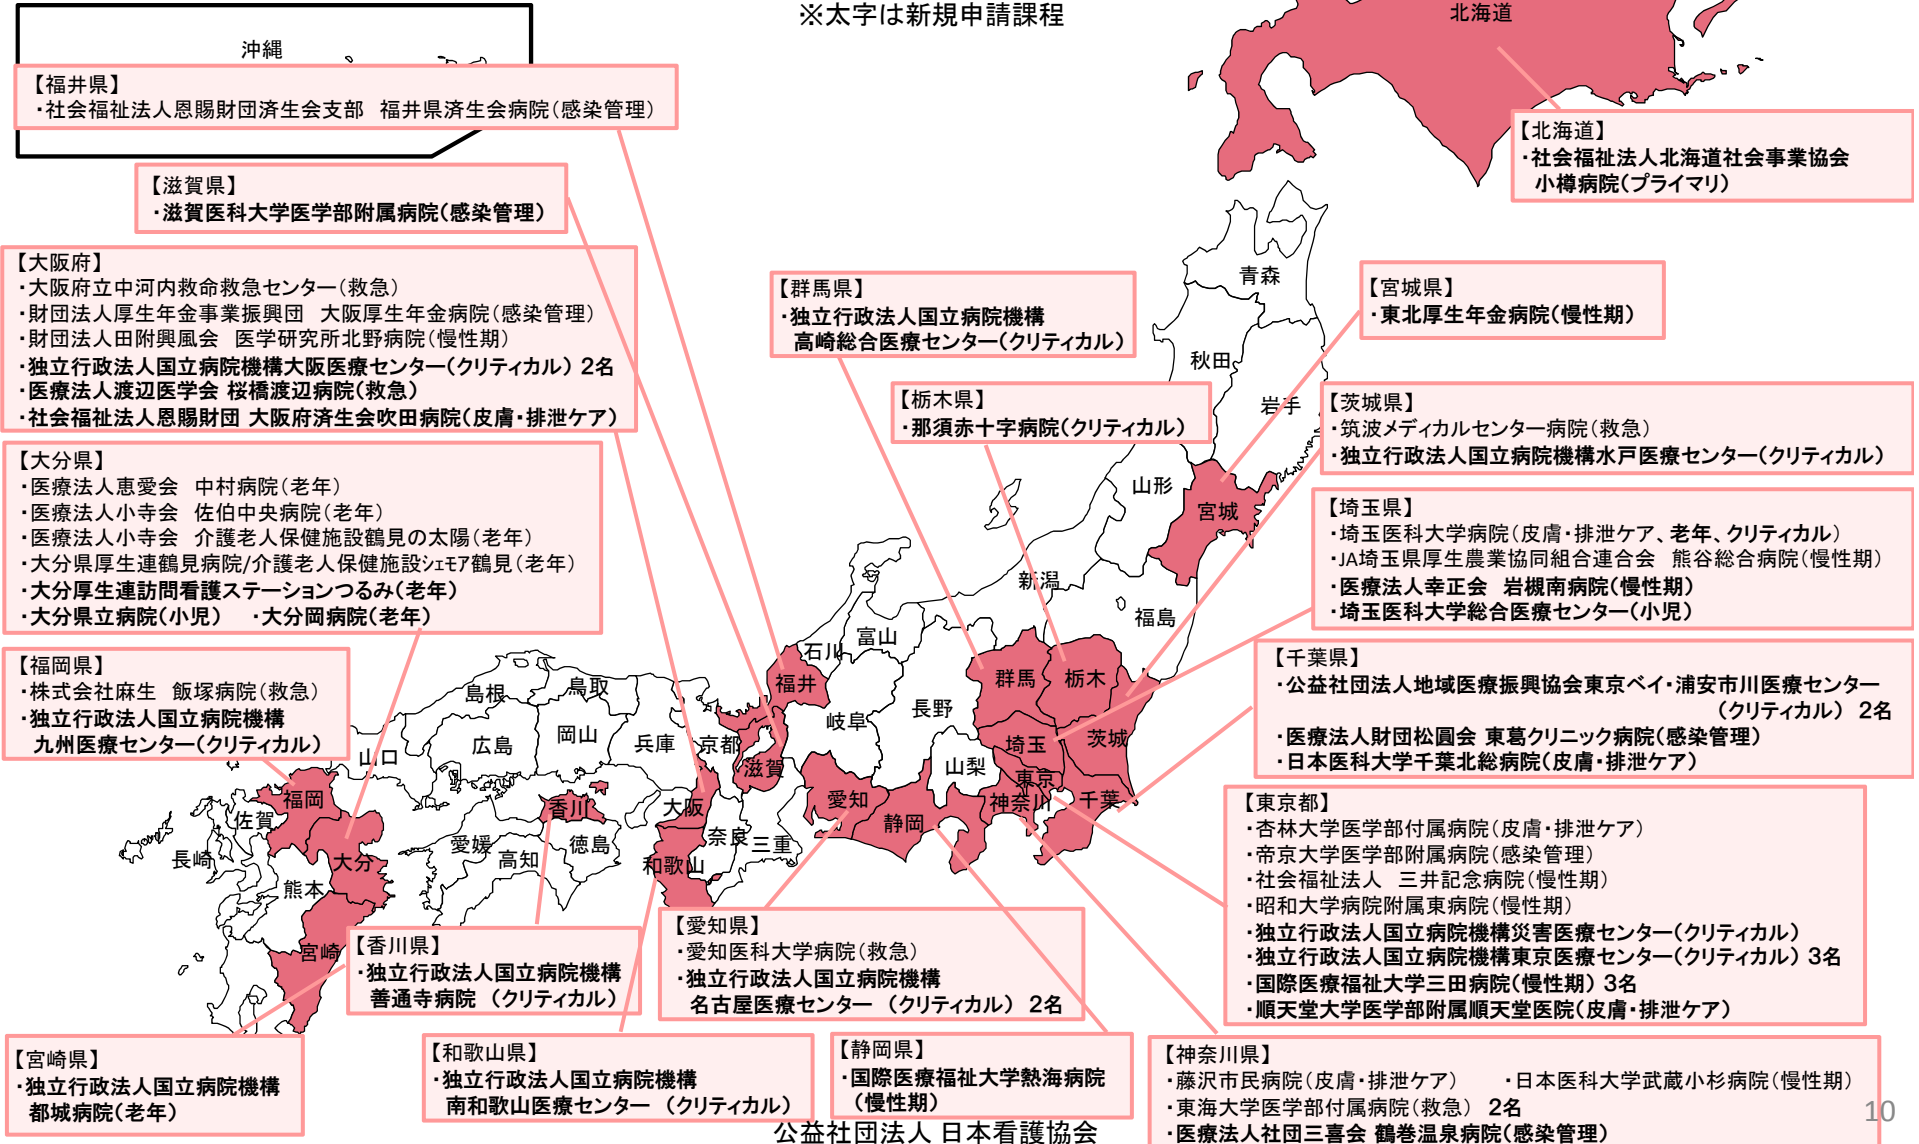 ※太字は新規申請課程
北海道
沖縄
【福井県】
・社会福祉法人恩賜財団済生会支部　福井県済生会病院(感染管理)
【北海道】
・社会福祉法人北海道社会事業協会
小樽病院(プライマリ)
【滋賀県】
・滋賀医科大学医学部附属病院(感染管理)
【大阪府】
・大阪府立中河内救命救急センター(救急)
・財団法人厚生年金事業振興団　大阪厚生年金病院(感染管理)
・財団法人田附興風会　医学研究所北野病院(慢性期)
・独立行政法人国立病院機構大阪医療センター(クリティカル) 2名
・医療法人渡辺医学会 桜橋渡辺病院(救急)
・社会福祉法人恩賜財団 大阪府済生会吹田病院(皮膚・排泄ケア)
【群馬県】
・独立行政法人国立病院機構
高崎総合医療センター(クリティカル)
【宮城県】
・東北厚生年金病院(慢性期)
【栃木県】
・那須赤十字病院(クリティカル)
【茨城県】
・筑波メディカルセンター病院(救急)
・独立行政法人国立病院機構水戸医療センター(クリティカル)
【大分県】
・医療法人恵愛会　中村病院(老年)
・医療法人小寺会　佐伯中央病院(老年)
・医療法人小寺会　介護老人保健施設鶴見の太陽(老年)
・大分県厚生連鶴見病院/介護老人保健施設シェモア鶴見(老年)
・大分厚生連訪問看護ステーションつるみ(老年)
・大分県立病院(小児)　・大分岡病院(老年)
【埼玉県】
・埼玉医科大学病院(皮膚・排泄ケア、老年、クリティカル)
・JA埼玉県厚生農業協同組合連合会　熊谷総合病院(慢性期)
・医療法人幸正会　岩槻南病院(慢性期)
・埼玉医科大学総合医療センター(小児)
【福岡県】
・株式会社麻生　飯塚病院(救急)
・独立行政法人国立病院機構
九州医療センター(クリティカル)
【千葉県】
・公益社団法人地域医療振興協会東京ベイ・浦安市川医療センター
(クリティカル) 2名
・医療法人財団松圓会 東葛クリニック病院(感染管理)
・日本医科大学千葉北総病院(皮膚・排泄ケア)
【東京都】
・杏林大学医学部付属病院(皮膚・排泄ケア)
・帝京大学医学部附属病院(感染管理)
・社会福祉法人　三井記念病院(慢性期)
・昭和大学病院附属東病院(慢性期)
・独立行政法人国立病院機構災害医療センター(クリティカル)
・独立行政法人国立病院機構東京医療センター(クリティカル) 3名
・国際医療福祉大学三田病院(慢性期) 3名
・順天堂大学医学部附属順天堂医院(皮膚・排泄ケア)
青森
秋田
岩手
山形
宮城
新潟
福島
石川
富山
福井
群馬
栃木
長野
岐阜
埼玉
茨城
山梨
東京
千葉
神奈川
愛知
静岡
島根
鳥取
広島
岡山
兵庫
京都
滋賀
山口
香川
大阪
奈良
三重
愛媛
高知
徳島
和歌山
福岡
佐賀
長崎
大分
熊本
宮崎
【香川県】
・独立行政法人国立病院機構
善通寺病院 (クリティカル)
【愛知県】
・愛知医科大学病院(救急)
・独立行政法人国立病院機構
名古屋医療センター (クリティカル) 2名
【宮崎県】
・独立行政法人国立病院機構
都城病院(老年)
【和歌山県】
・独立行政法人国立病院機構
南和歌山医療センター (クリティカル)
【静岡県】
・国際医療福祉大学熱海病院
(慢性期)
【神奈川県】
・藤沢市民病院(皮膚・排泄ケア)　・日本医科大学武蔵小杉病院(慢性期)
・東海大学医学部付属病院(救急) 2名
・医療法人社団三喜会 鶴巻温泉病院(感染管理)
公益社団法人 日本看護協会
10